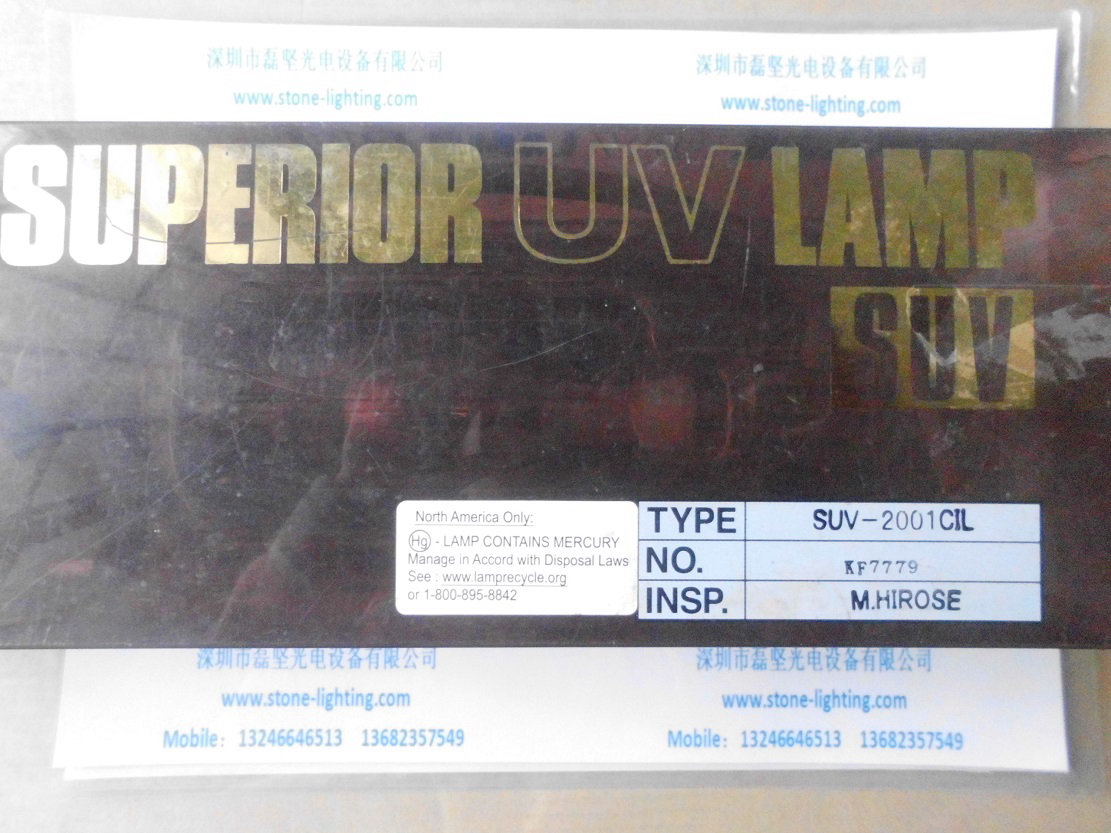 深圳市磊坚光电设备有限公司
www.stone-lighting.com
深圳市磊坚光电设备有限公司
www.stone-lighting.com
SUPERIOR UV LAMP
SUV
North America Only:
Hg - LAMP CONTAINS MERCURY
Manage in Accord with Disposal Laws
See : www.lamprecycle.org
or 1-800-895-8842
TYPE SUV-2001CIL
NO. KF7779
INSP. M.HIROSE
深圳市磊坚光电设备有限公司
www.stone-lighting.com
Mobile：13246646513 13682357549
深圳市磊坚光电设备有限公司
www.stone-lighting.com
Mobile：13246646513 13682357549